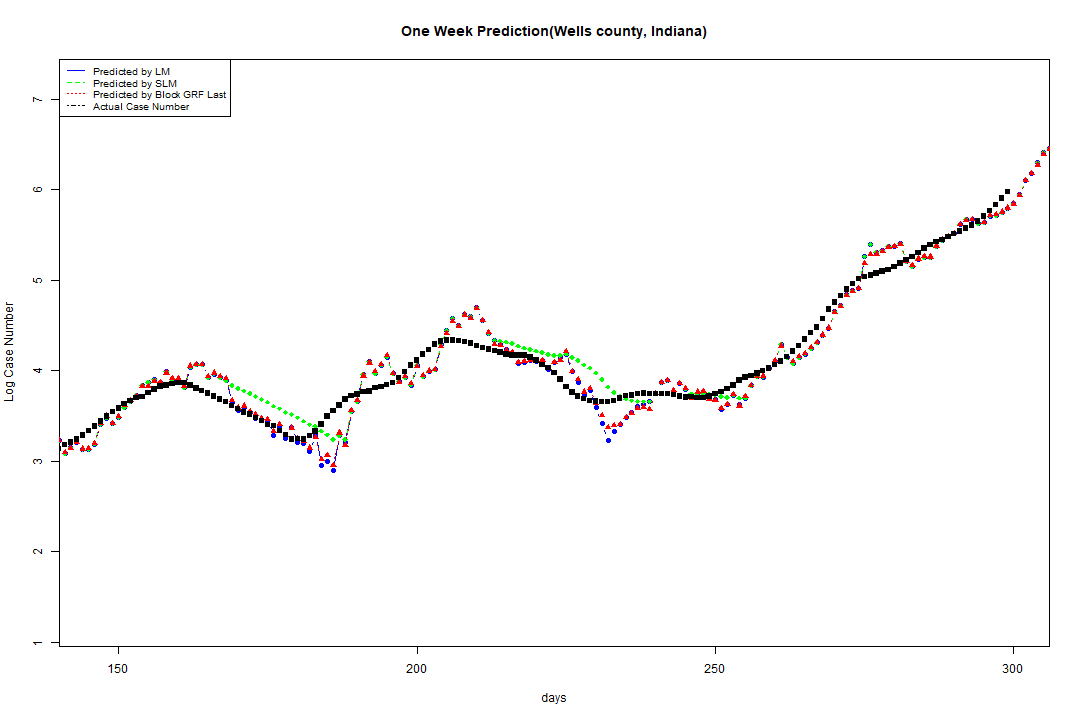 One Week Prediction(Wells county, Indiana)
Predicted by LM
Predicted by SLM
Predicted by Block GRF Last
Actual Case Number
7
6
5
4
3
2
1
Log Case Number
150 200 250 300
days